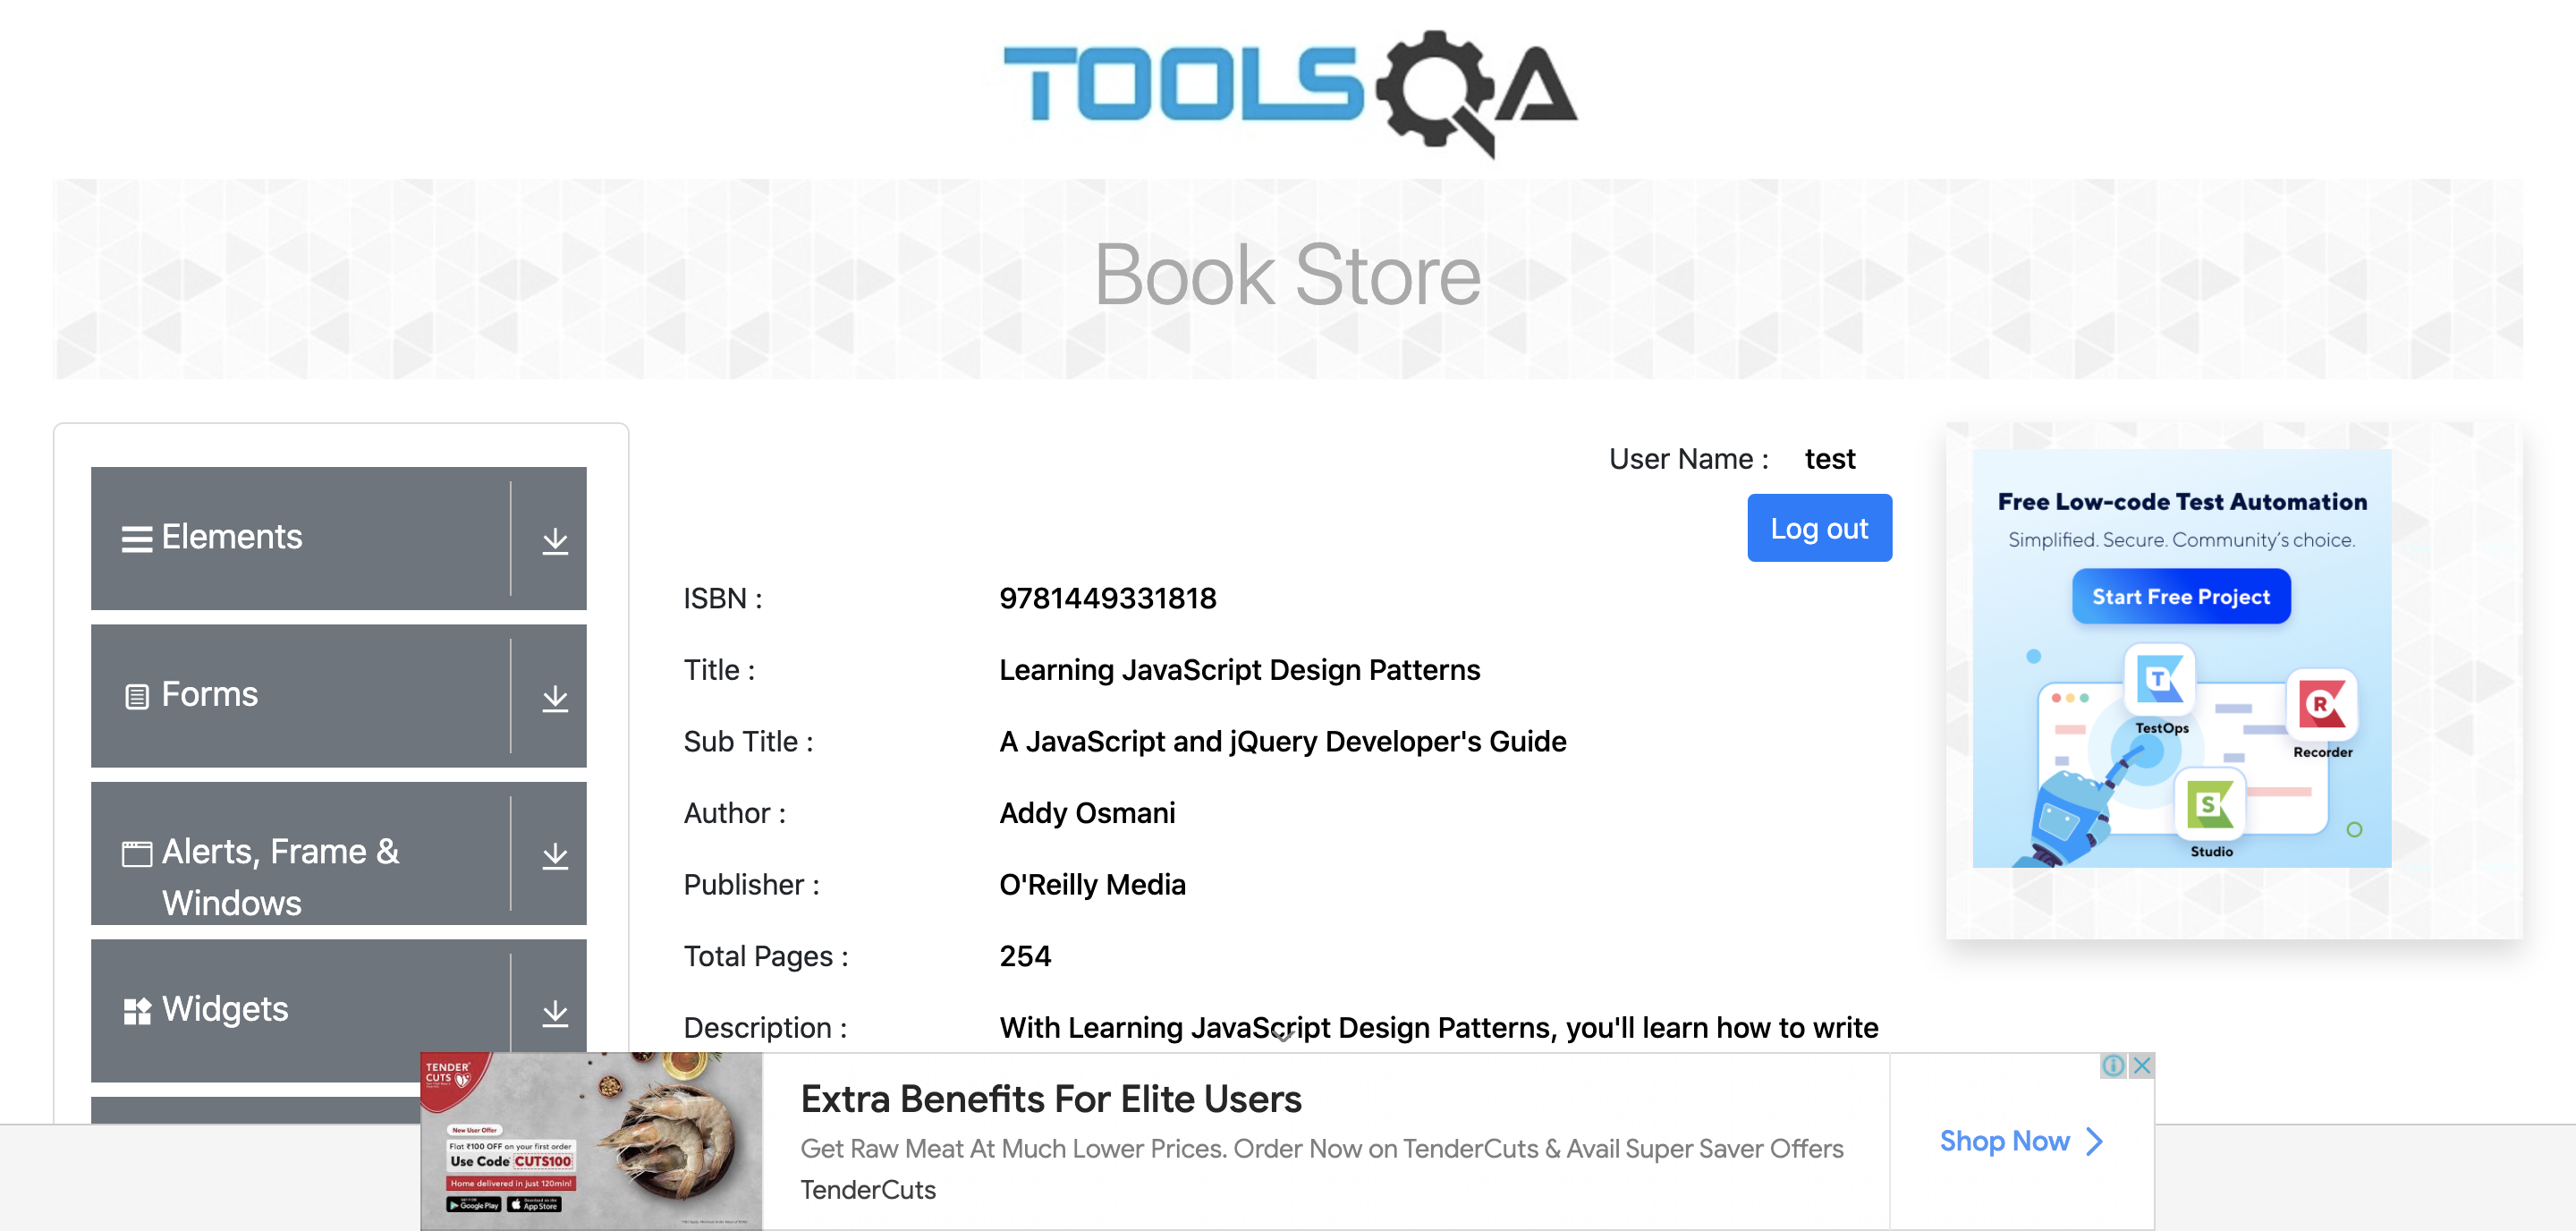 TOOLSQA
Book Store
Elements
Forms
Alerts, Frame &
Windows
Widgets
User Name : test
Log out
ISBN : 9781449331818
Title : Learning JavaScript Design Patterns
Sub Title : A JavaScript and jQuery Developer's Guide
Author : Addy Osmani
Publisher : O'Reilly Media
Total Pages : 254
Description : With Learning JavaScript Design Patterns, you'll learn how to write
Free Low-code Test Automation
Simplified. Secure. Community's choice.
Start Free Project
T
TestOps
R
Recorder
S
Studio
TENDER
CUTS
New User Offer
Flat ₹100 OFF on your first order
Use Code CUTS100
Home delivered in just 120min!
Google Play
App Store
Extra Benefits For Elite Users
Get Raw Meat At Much Lower Prices. Order Now on TenderCuts & Avail Super Saver Offers
TenderCuts
Shop Now